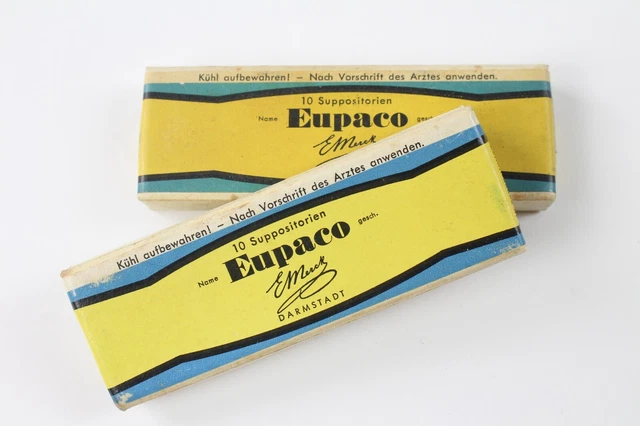 Kühl aufbewahren! – Nach Vorschrift des Arztes anwenden.
10 Suppositorien
Name Eupaco gesch.
E. Merck
Kühl aufbewahren! – Nach Vorschrift des Arztes anwenden.
10 Suppositorien
Name Eupaco gesch.
E. Merck
DARMSTADT